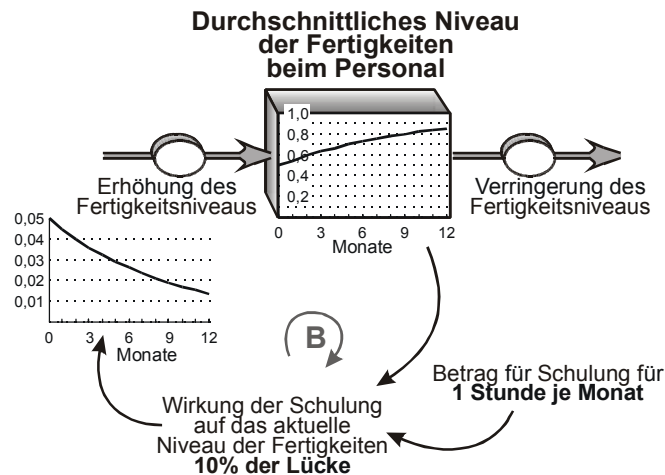 Durchschnittliches Niveau
der Fertigkeiten
beim Personal
1,0
0,8
0,6
0,4
0,2
0 3 6 9 12
Monate
Erhöhung des
Fertigkeitsniveaus
Verringerung des
Fertigkeitsniveaus
0,05
0,04
0,03
0,02
0,01
0 3 6 9 12
Monate
B
Betrag für Schulung für
1 Stunde je Monat
Wirkung der Schulung
auf das aktuelle
Niveau der Fertigkeiten
10% der Lücke